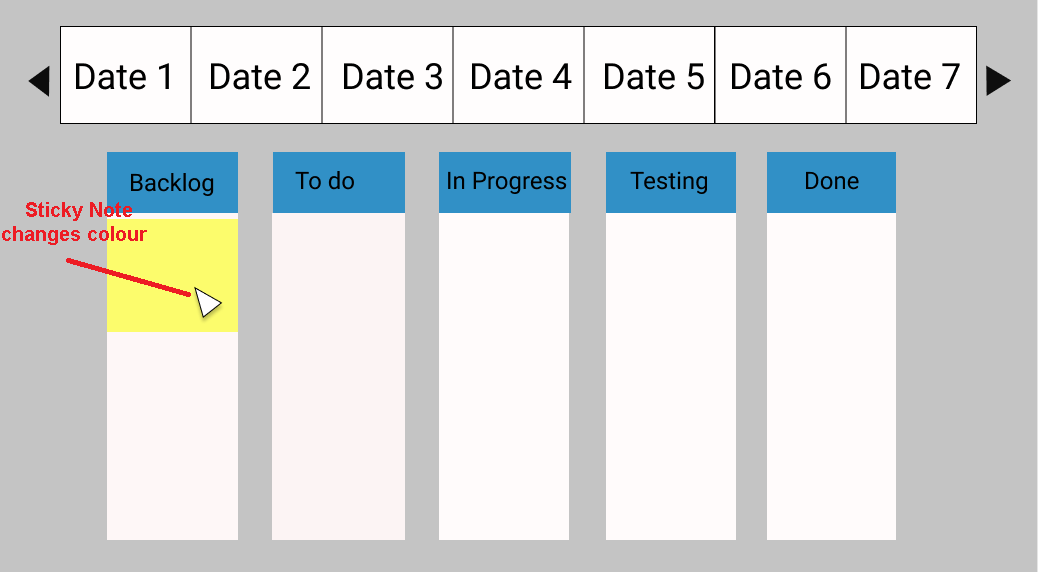 Date 1
Date 2
Date 3
Date 4
Date 5
Date 6
Date 7
Backlog
To do
In Progress
Testing
Done
Sticky Note
changes colour